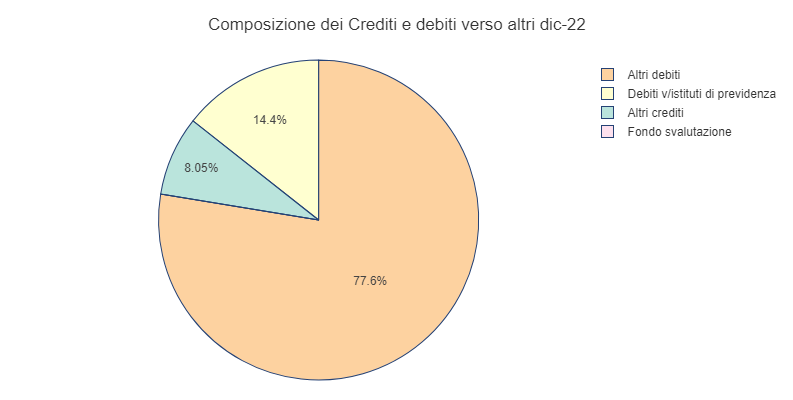 Composizione dei Crediti e debiti verso altri dic-22
Altri debiti
Debiti v/istituti di previdenza
Altri crediti
Fondo svalutazione
14.4%
8.05%
77.6%